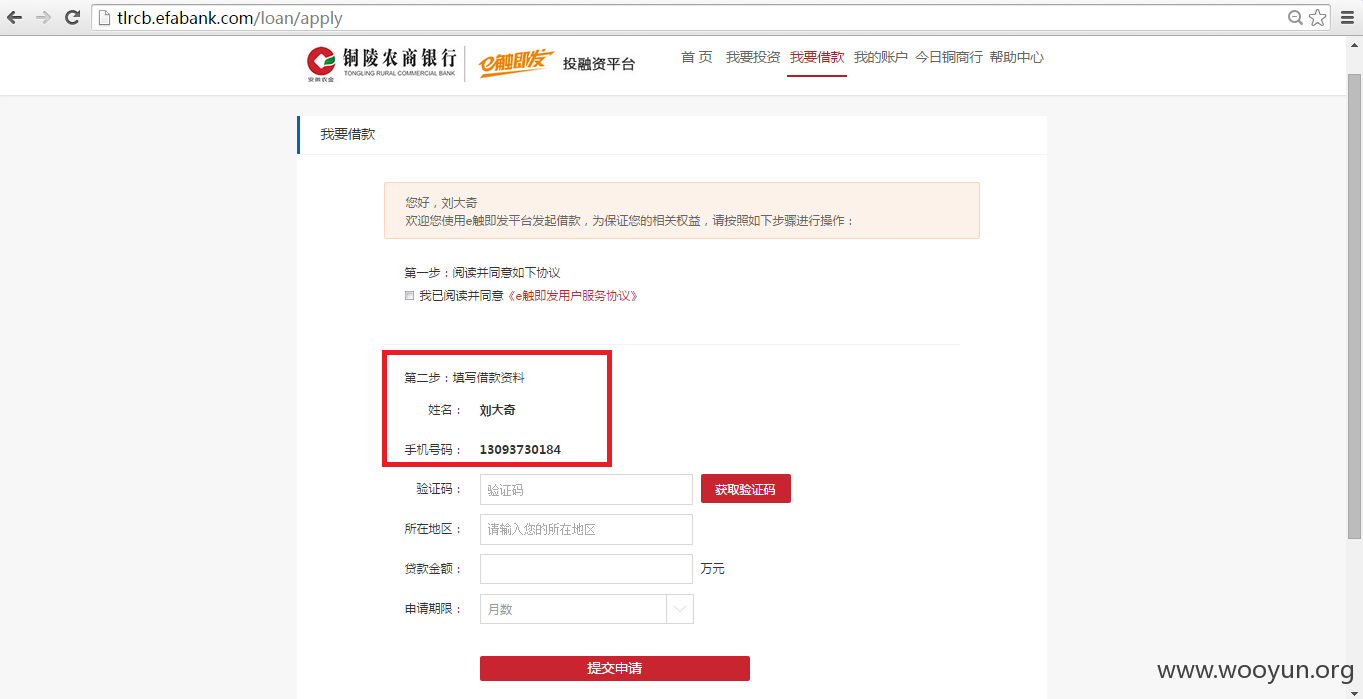 tlrcb.efabank.com/loan/apply
铜陵农商银行
TONGLING RURAL COMMERCIAL BANK
安徽农金
e触即发 投融资平台
首 页 我要投资 我要借款 我的账户 今日铜商行 帮助中心
我要借款
您好，刘大奇
欢迎您使用e触即发平台发起借款，为保证您的相关权益，请按照如下步骤进行操作：
第一步：阅读并同意如下协议
我已阅读并同意《e触即发用户服务协议》
第二步：填写借款资料
姓名： 刘大奇
手机号码： 13093730184
验证码： 验证码 获取验证码
所在地区： 请输入您的所在地区
贷款金额： 万元
申请期限： 月数
提交申请
www.wooyun.org